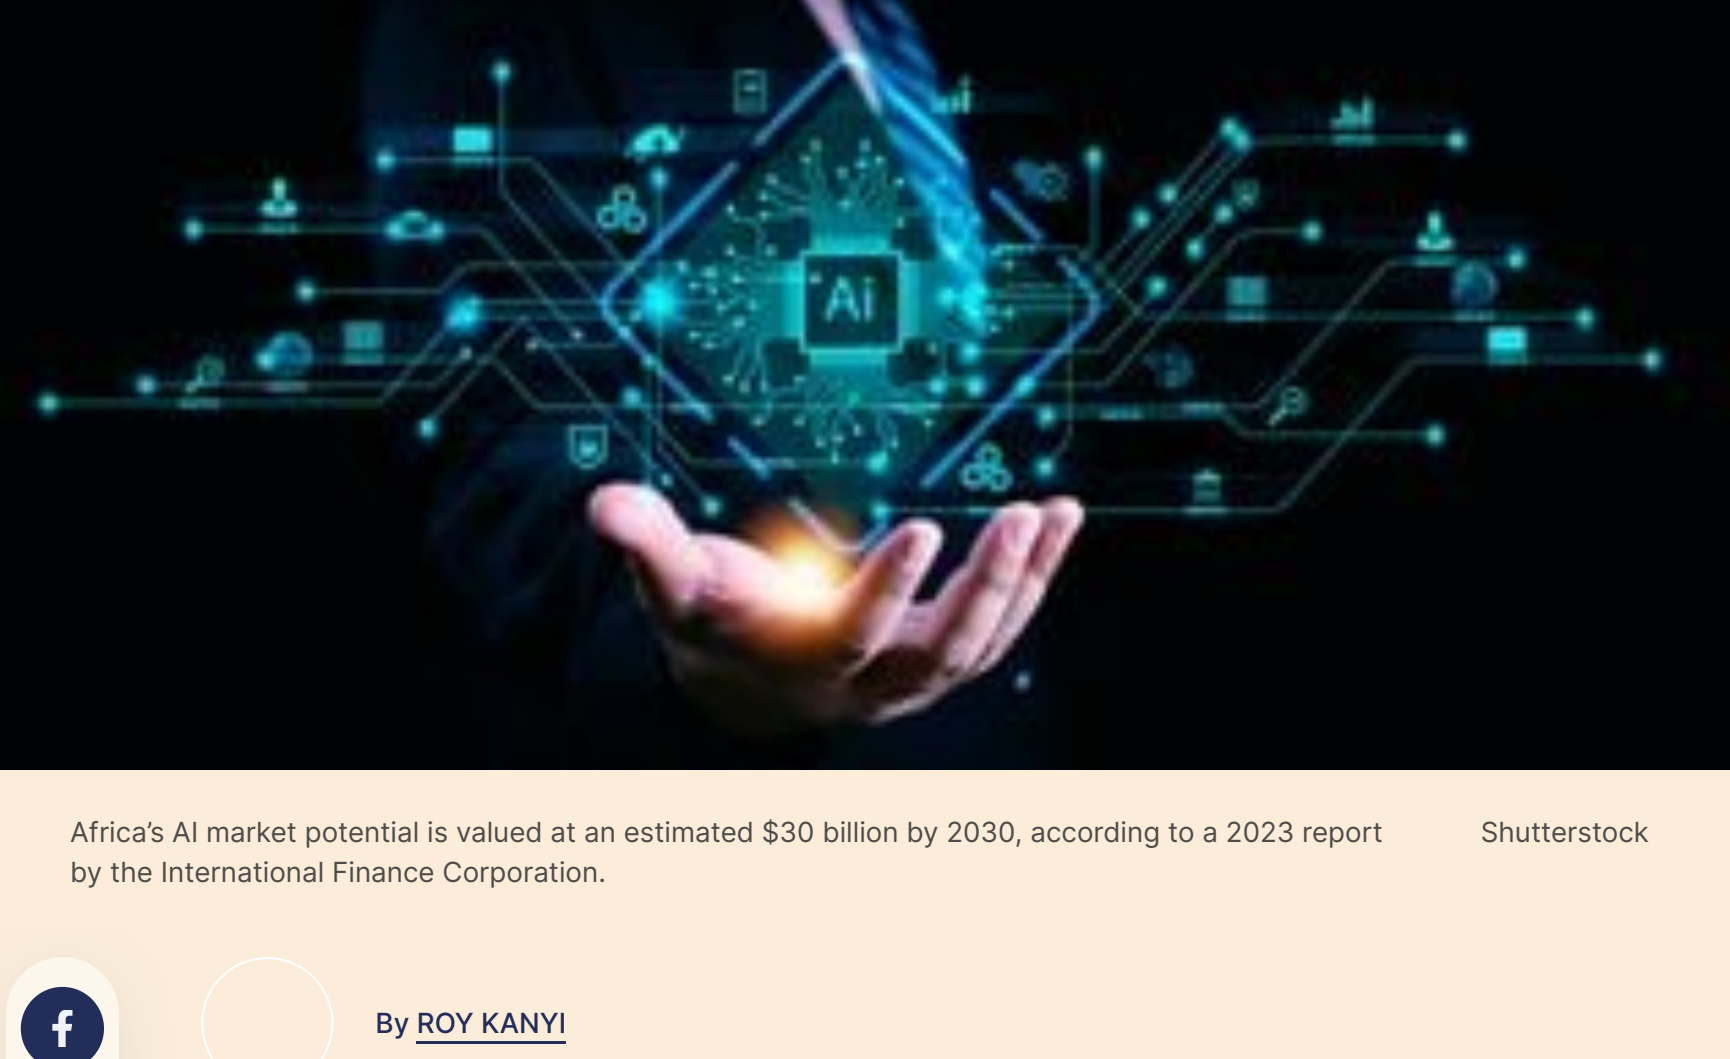 Ai
Africa’s AI market potential is valued at an estimated $30 billion by 2030, according to a 2023 report
by the International Finance Corporation.
Shutterstock
By ROY KANYI